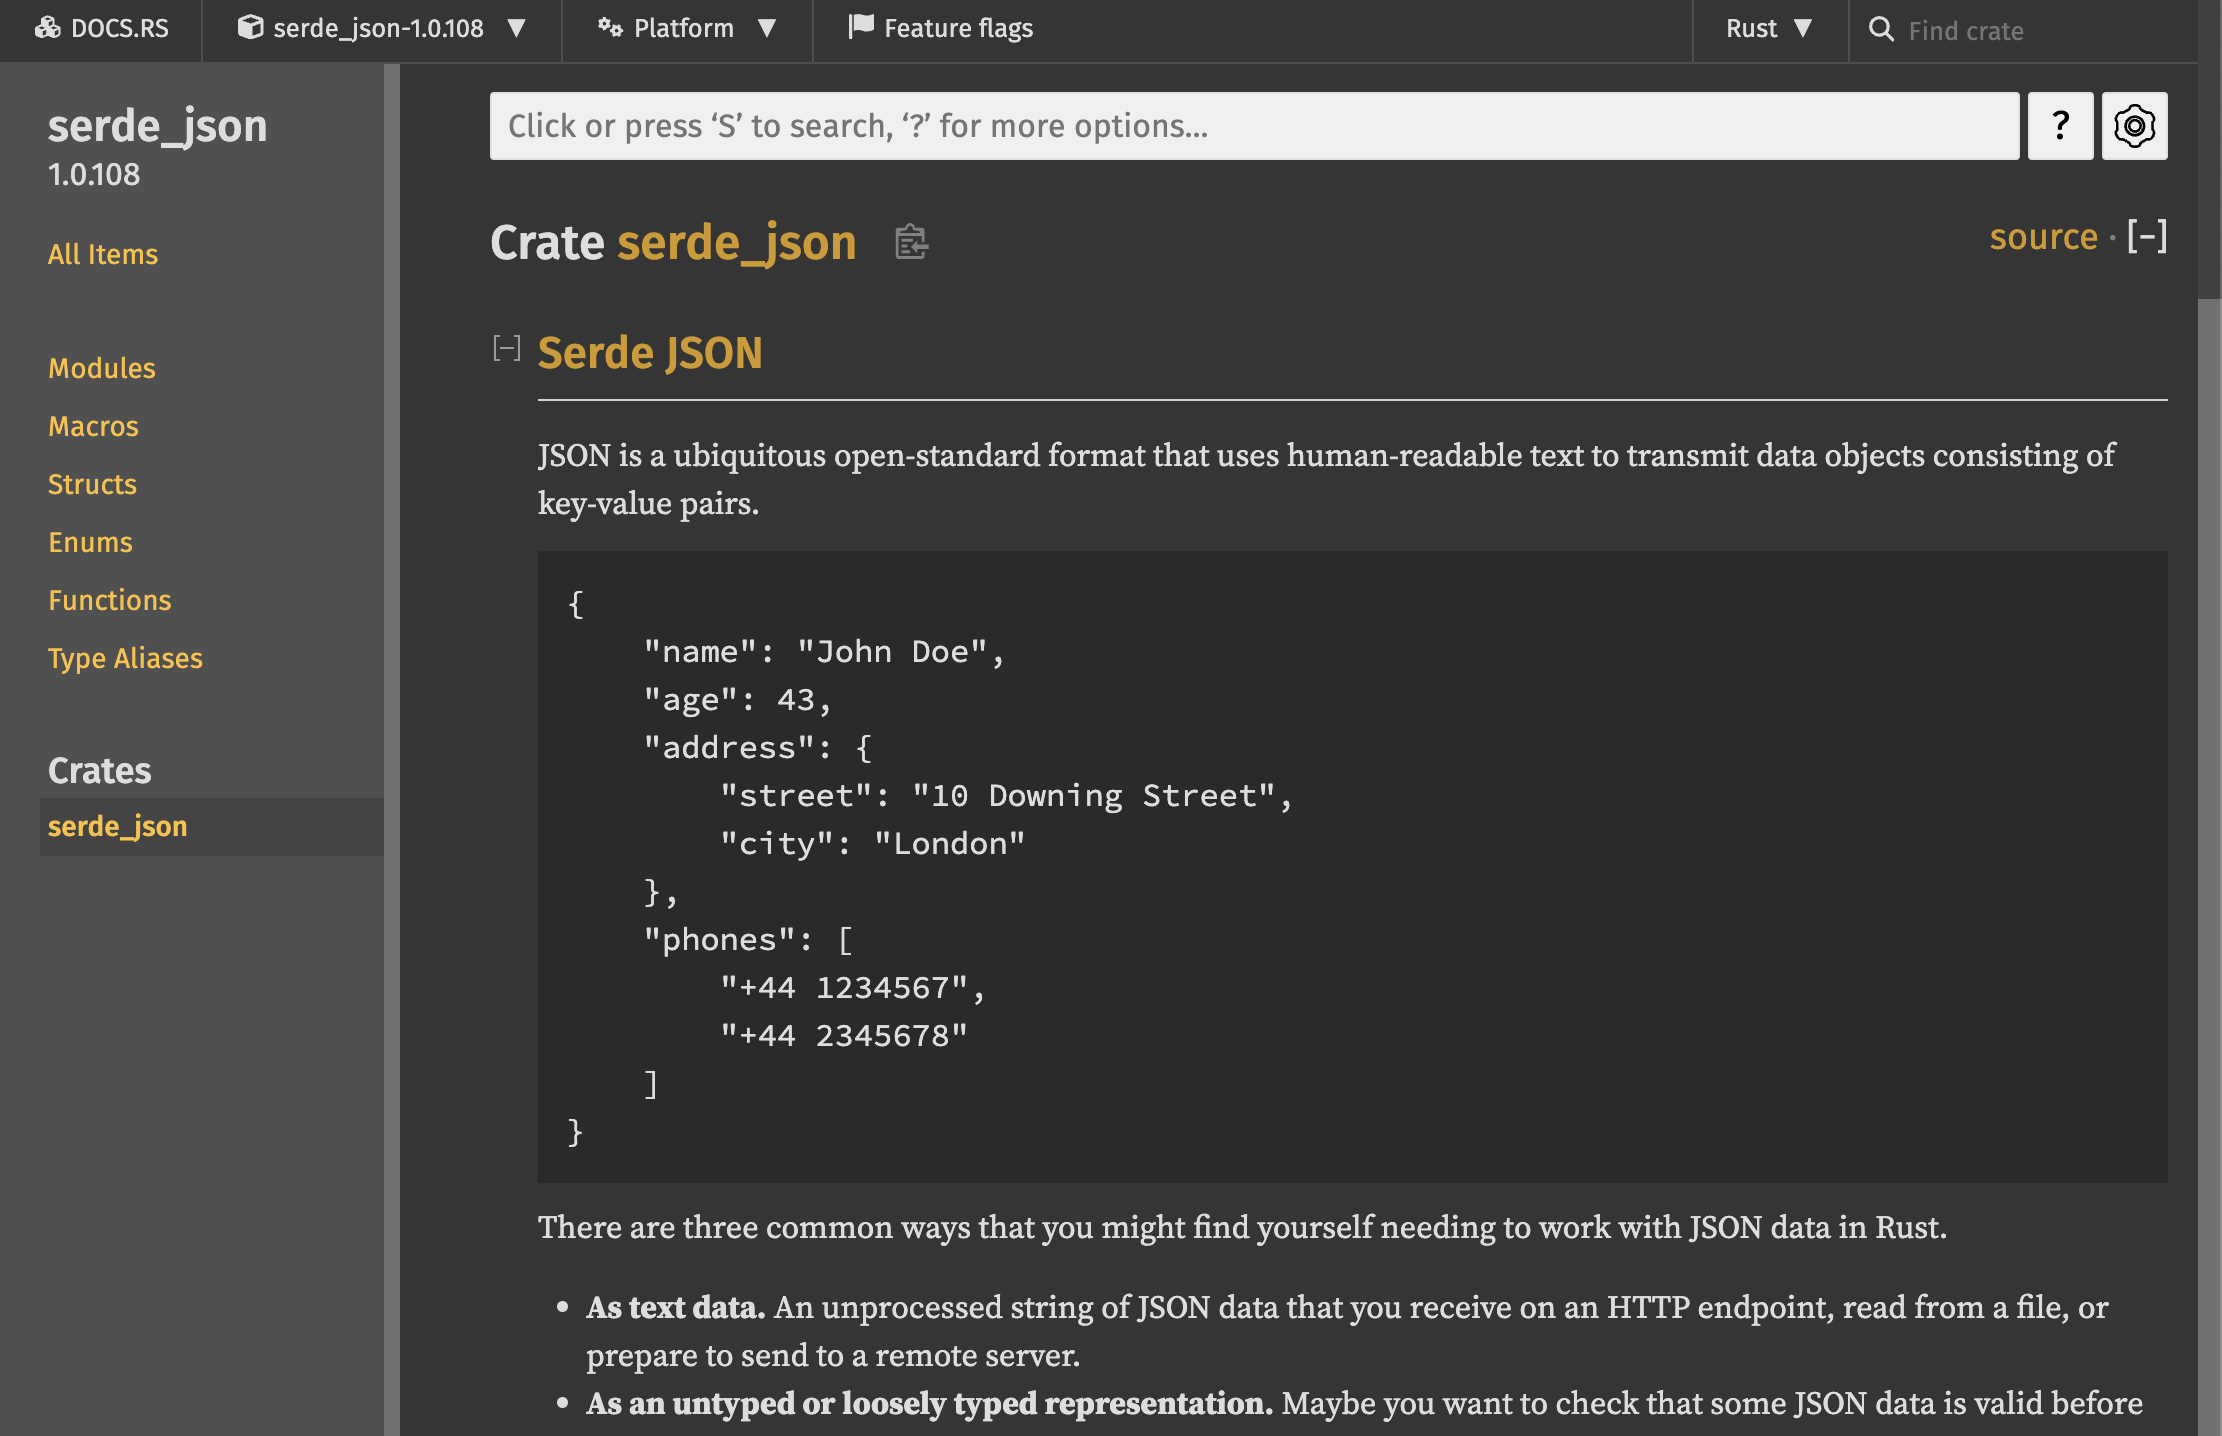 DOCS.RS
serde_json-1.0.108
Platform
Feature flags
Rust
Find crate
serde_json
1.0.108
All Items
Modules
Macros
Structs
Enums
Functions
Type Aliases
Crates
serde_json
Click or press ‘S’ to search, ‘?’ for more options...
?
Crate serde_json
source · [−]
[−] Serde JSON
JSON is a ubiquitous open-standard format that uses human-readable text to transmit data objects consisting of
key-value pairs.
{
    "name": "John Doe",
    "age": 43,
    "address": {
        "street": "10 Downing Street",
        "city": "London"
    },
    "phones": [
        "+44 1234567",
        "+44 2345678"
    ]
}
There are three common ways that you might find yourself needing to work with JSON data in Rust.
• As text data. An unprocessed string of JSON data that you receive on an HTTP endpoint, read from a file, or
prepare to send to a remote server.
• As an untyped or loosely typed representation. Maybe you want to check that some JSON data is valid before